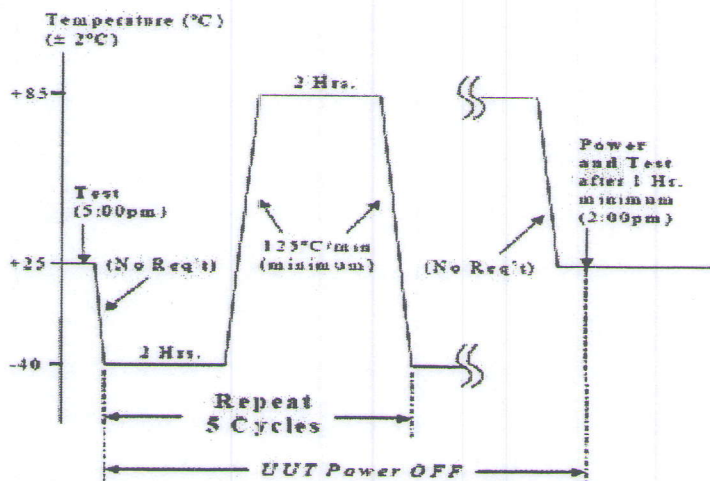 Temperature (°C)
(± 2°C)
+85
2 Hrs.
Power
and Test
after 1 Hr.
minimum
(2:00pm)
Test
(5:00pm)
(No Req't)
125°C/min
(minimum)
(No Req't)
+25
2 Hrs.
-40
Repeat
5 Cycles
UUT Power OFF